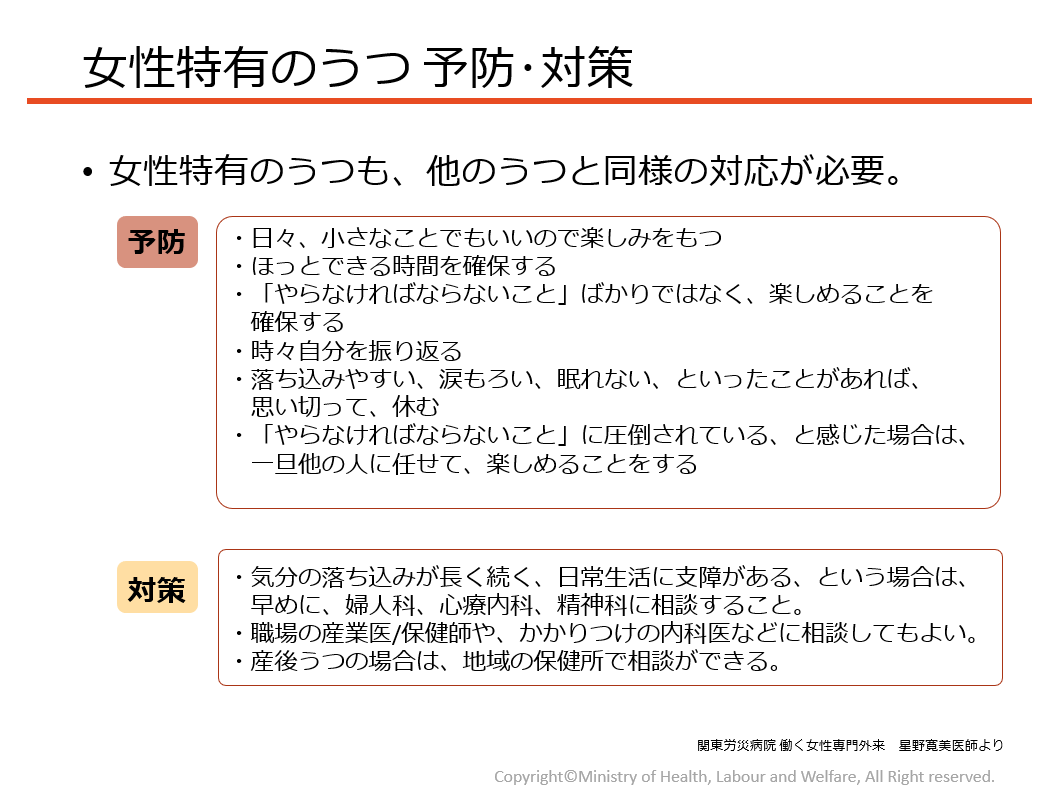 女性特有のうつ 予防･対策
• 女性特有のうつも、他のうつと同様の対応が必要。
予防
・日々、小さなことでもいいので楽しみをもつ
・ほっとできる時間を確保する
・「やらなければならないこと」ばかりではなく、楽しめることを
確保する
・時々自分を振り返る
・落ち込みやすい、涙もろい、眠れない、といったことがあれば、
思い切って、休む
・「やらなければならないこと」に圧倒されている、と感じた場合は、
一旦他の人に任せて、楽しめることをする
対策
・気分の落ち込みが長く続く、日常生活に支障がある、という場合は、
早めに、婦人科、心療内科、精神科に相談すること。
・職場の産業医/保健師や、かかりつけの内科医などに相談してもよい。
・産後うつの場合は、地域の保健所で相談ができる。
関東労災病院 働く女性専門外来　星野寛美医師より
Copyright©Ministry of Health, Labour and Welfare, All Right reserved.